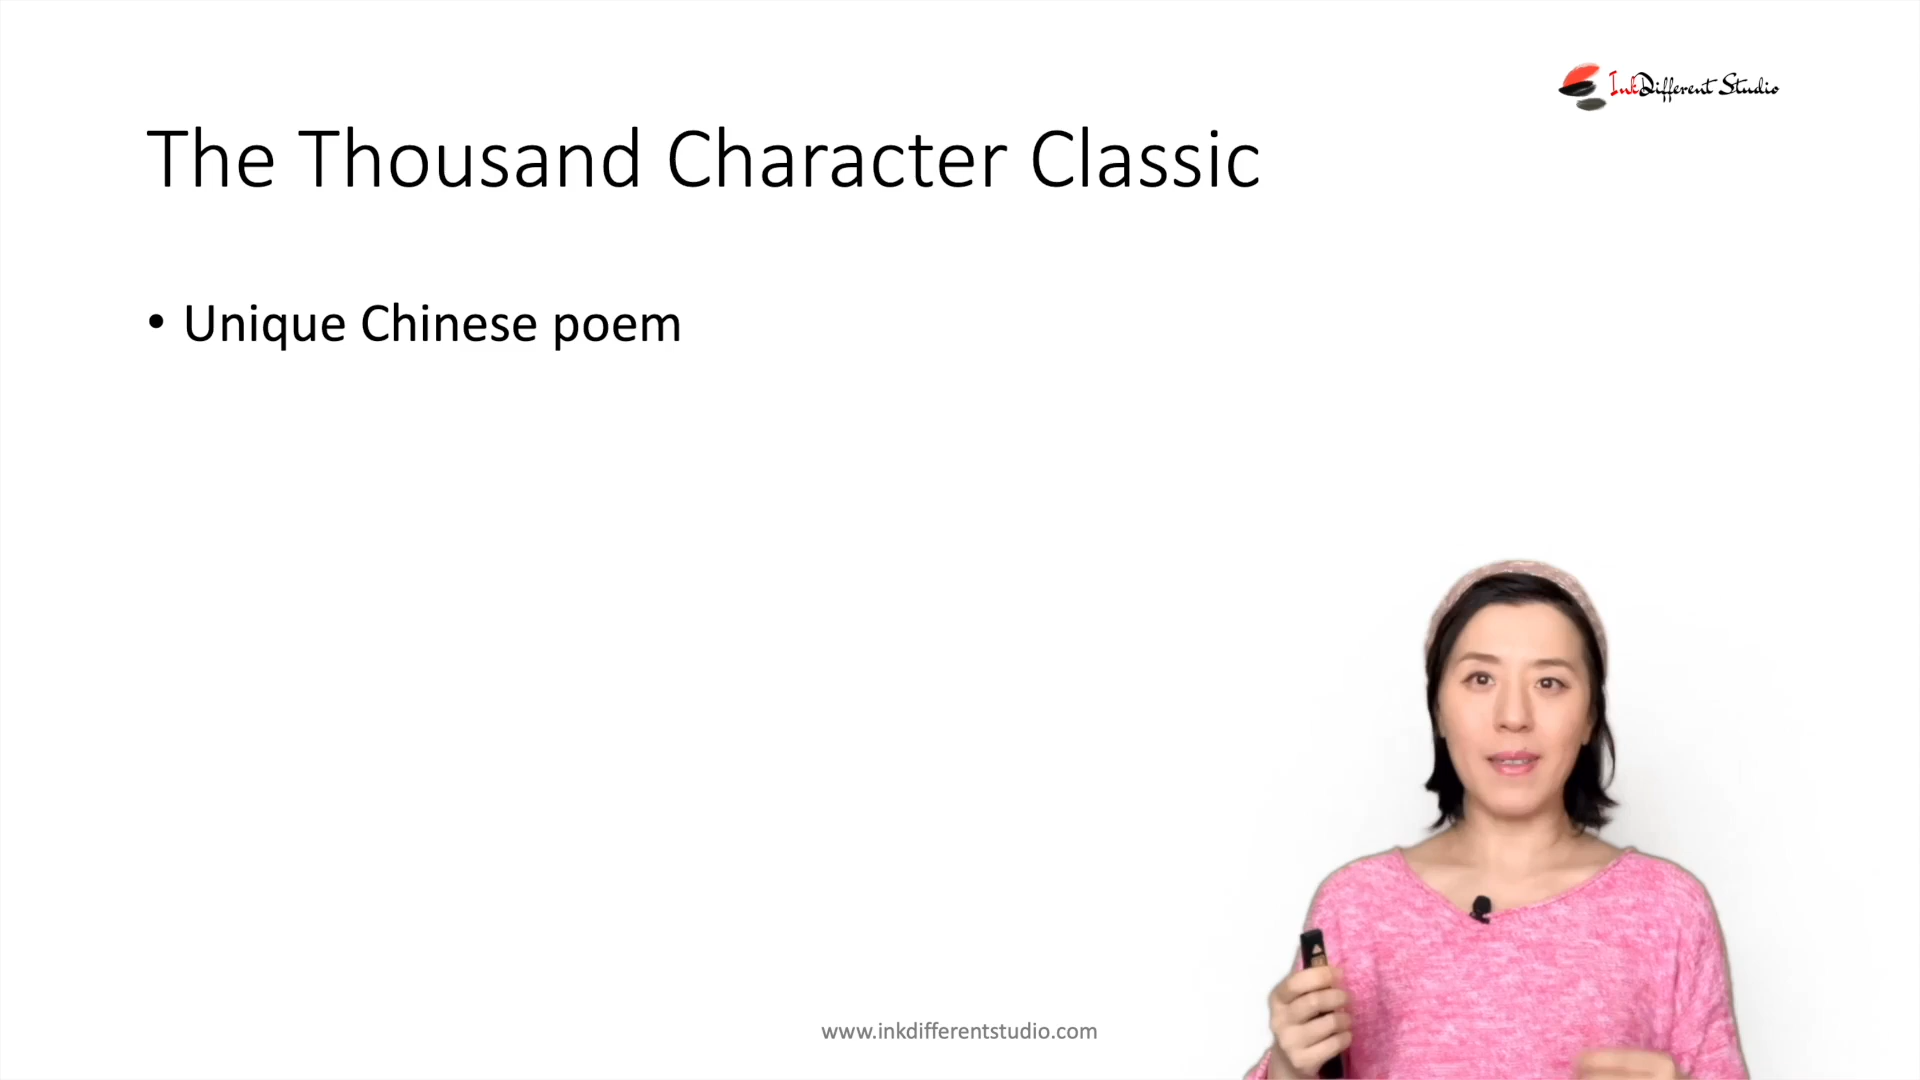 InkDifferent Studio
The Thousand Character Classic
• Unique Chinese poem
www.inkdifferentstudio.com